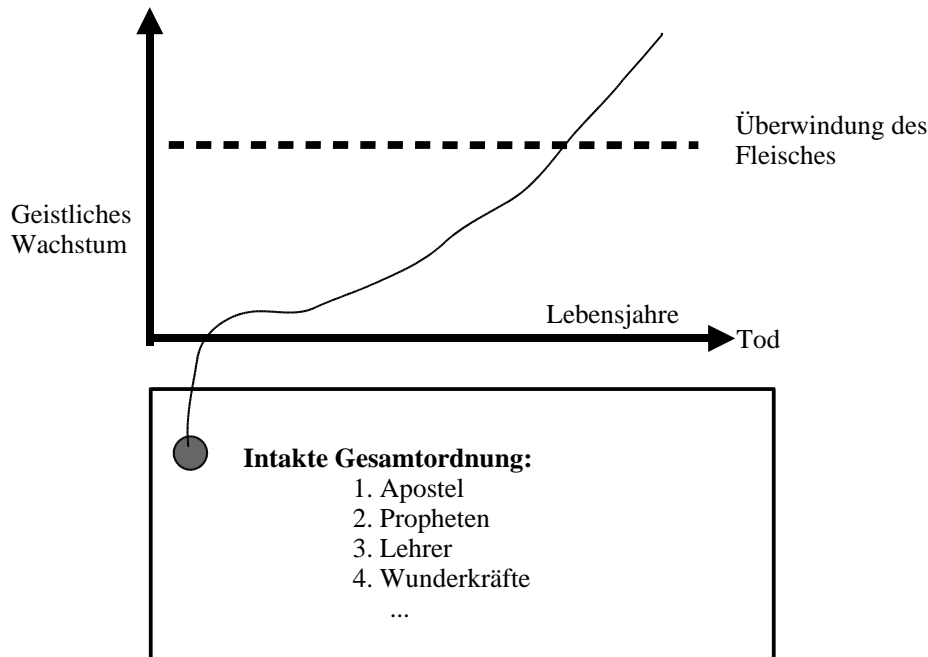 Überwindung des
Fleisches
Geistliches
Wachstum
Lebensjahre
Tod
Intakte Gesamtordnung:
1. Apostel
2. Propheten
3. Lehrer
4. Wunderkräfte
...